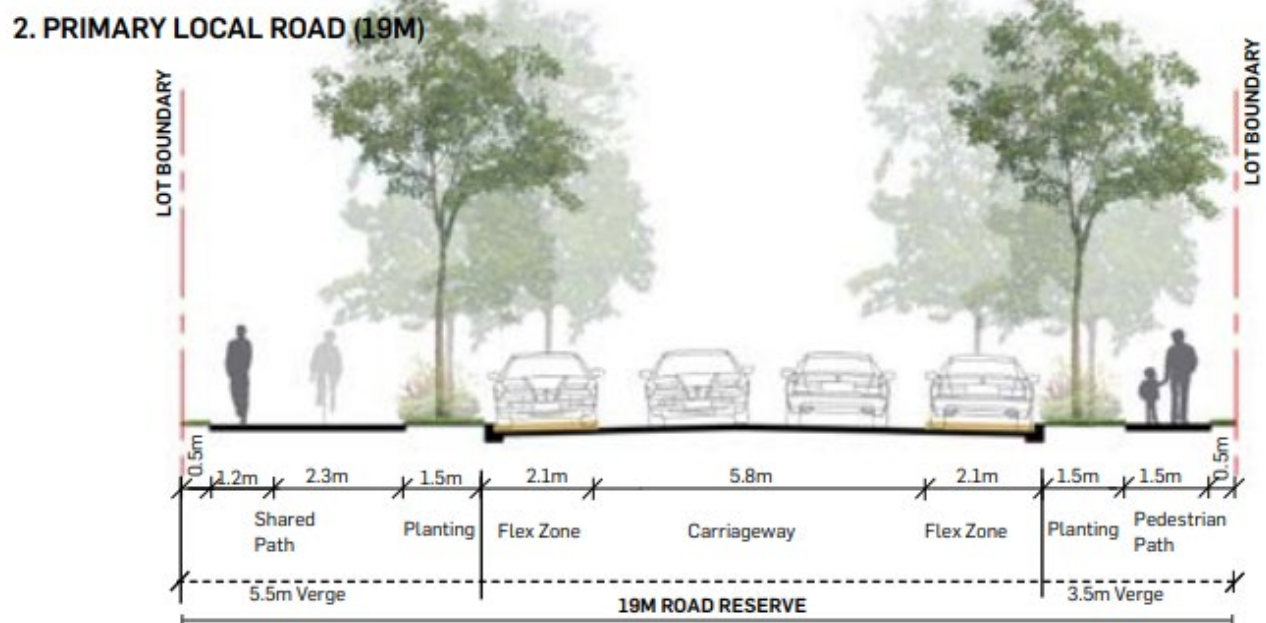 2. PRIMARY LOCAL ROAD (19M)
LOT BOUNDARY
LOT BOUNDARY
0.5m
1.2m
2.3m
1.5m
2.1m
5.8m
2.1m
1.5m
1.5m
0.5m
Shared
Path
Planting
Flex Zone
Carriageway
Flex Zone
Planting
Pedestrian
Path
5.5m Verge
19M ROAD RESERVE
3.5m Verge